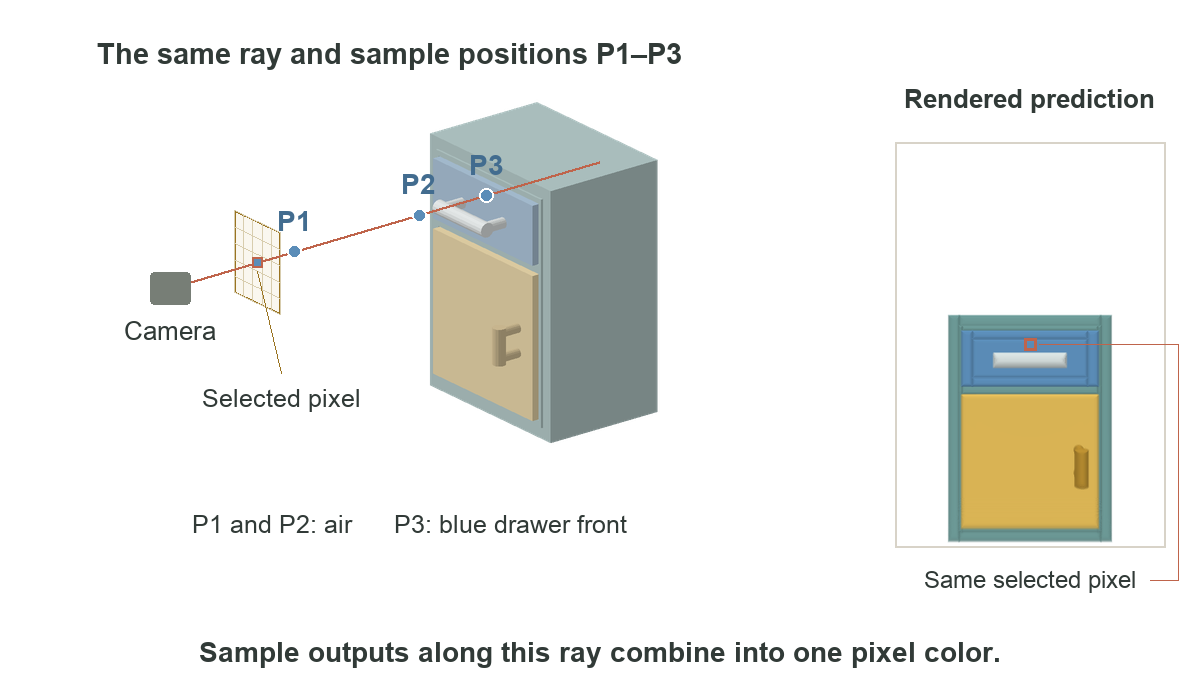 The same ray and sample positions P1–P3
Rendered prediction
P3
P2
P1
Camera
Selected pixel
P1 and P2: air
P3: blue drawer front
Same selected pixel
Sample outputs along this ray combine into one pixel color.